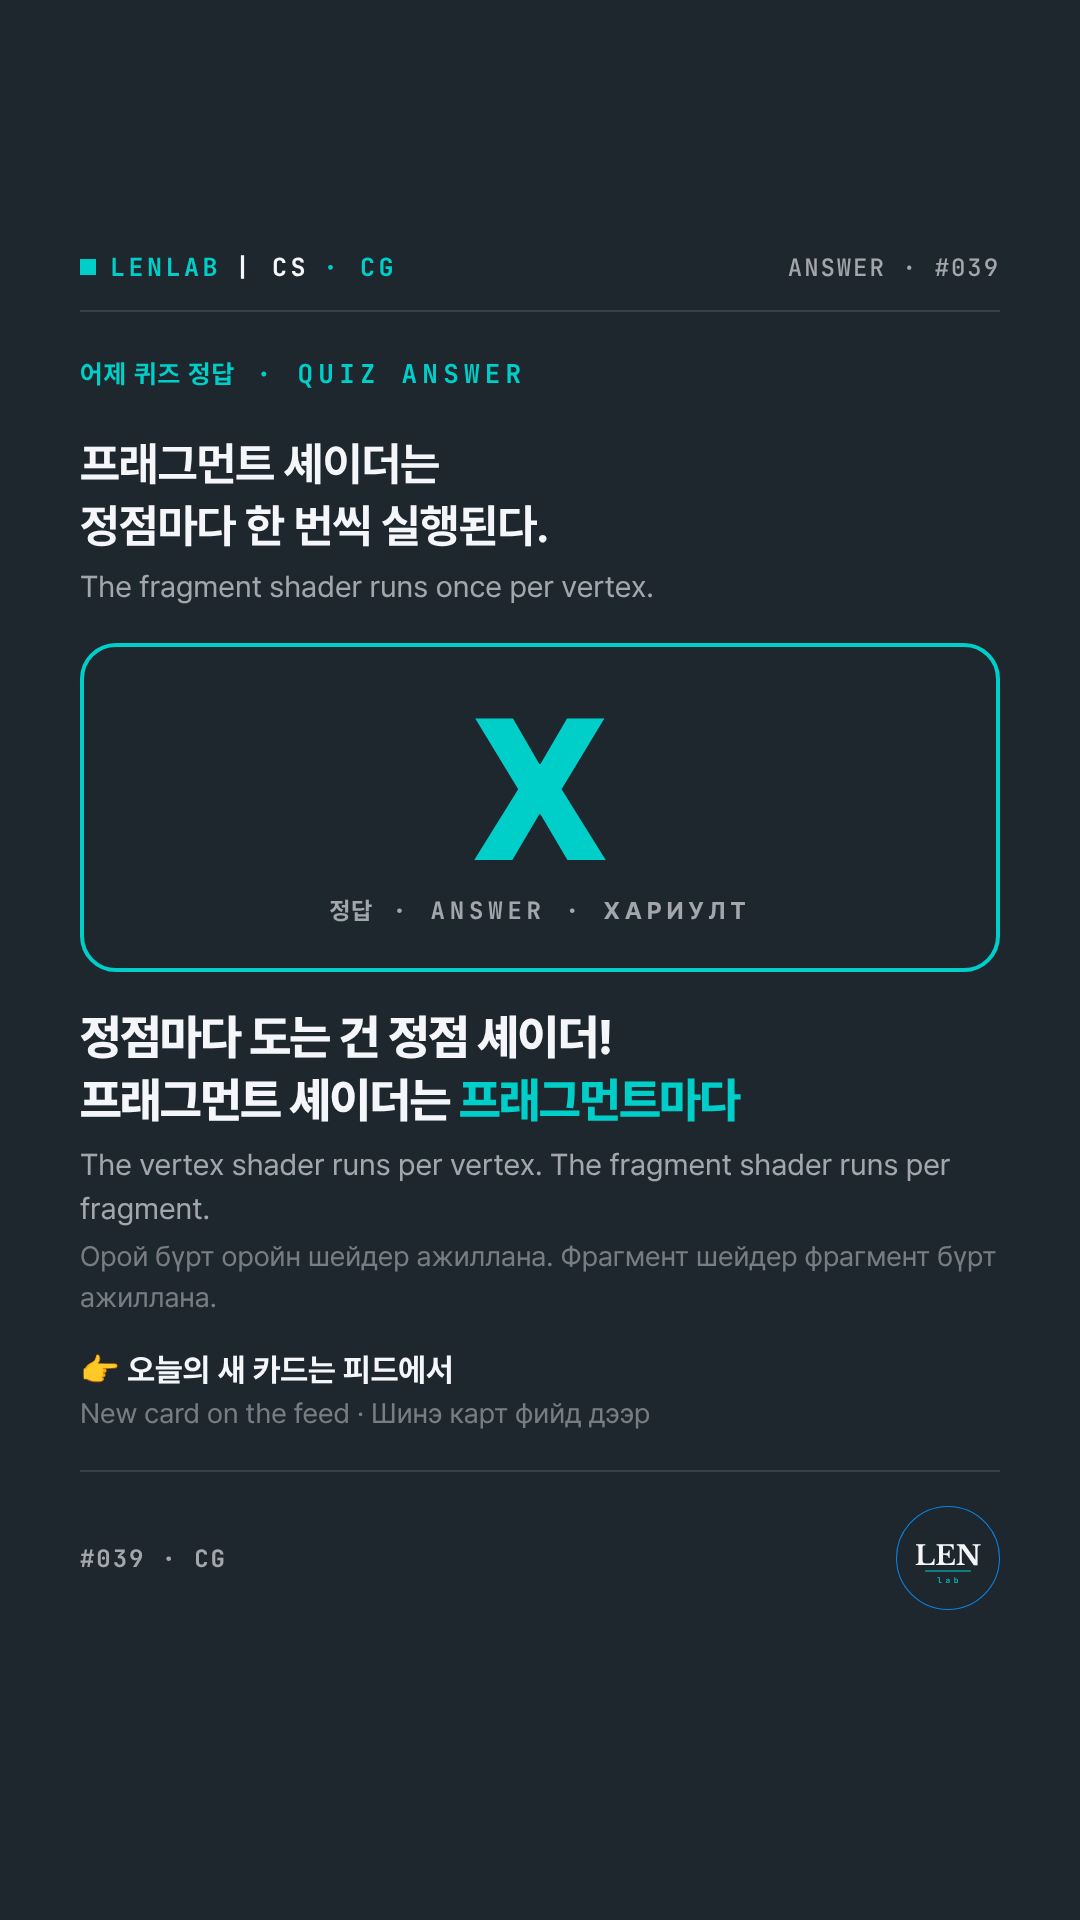 LENLAB | CS · CG
ANSWER · #039
어제 퀴즈 정답 · QUIZ ANSWER
프래그먼트 셰이더는
정점마다 한 번씩 실행된다.
The fragment shader runs once per vertex.
X
정답 · ANSWER · ХАРИУЛТ
정점마다 도는 건 정점 셰이더!
프래그먼트 셰이더는 프래그먼트마다
The vertex shader runs per vertex. The fragment shader runs per
fragment.
Орой бүрт оройн шейдер ажиллана. Фрагмент шейдер фрагмент бүрт
ажиллана.
👉 오늘의 새 카드는 피드에서
New card on the feed · Шинэ карт фийд дээр
#039 · CG
LEN
lab